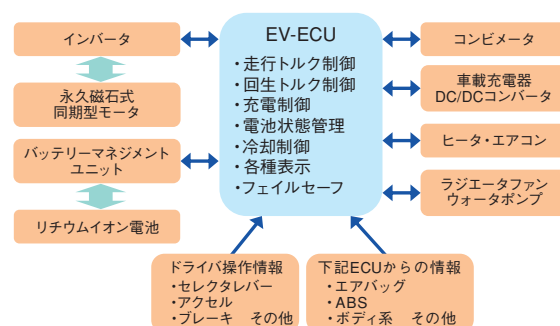 インバータ
永久磁石式
同期型モータ
バッテリーマネジメント
ユニット
リチウムイオン電池
EV-ECU
・走行トルク制御
・回生トルク制御
・充電制御
・電池状態管理
・冷却制御
・各種表示
・フェイルセーフ
コンビメータ
車載充電器
DC/DCコンバータ
ヒータ・エアコン
ラジエータファン
ウォータポンプ
ドライバ操作情報
・セレクタレバー
・アクセル
・ブレーキ その他
下記ECUからの情報
・エアバッグ
・ABS
・ボディ系 その他